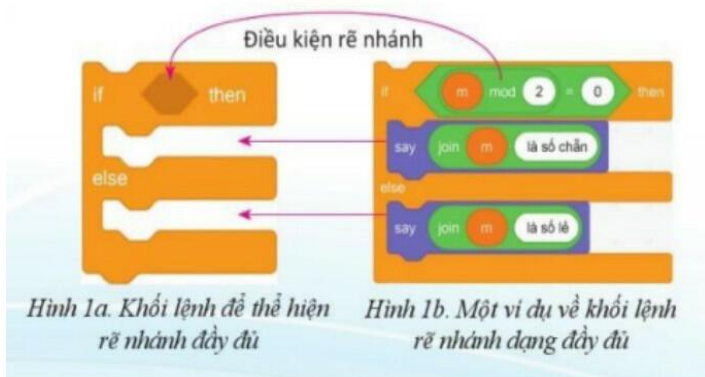 Điều kiện rẽ nhánh
if then
else
if m mod 2 = 0 then
say join m là số chẵn
else
say join m là số lẻ
Hình 1a. Khối lệnh để thể hiện
rẽ nhánh đầy đủ
Hình 1b. Một ví dụ về khối lệnh
rẽ nhánh dạng đầy đủ